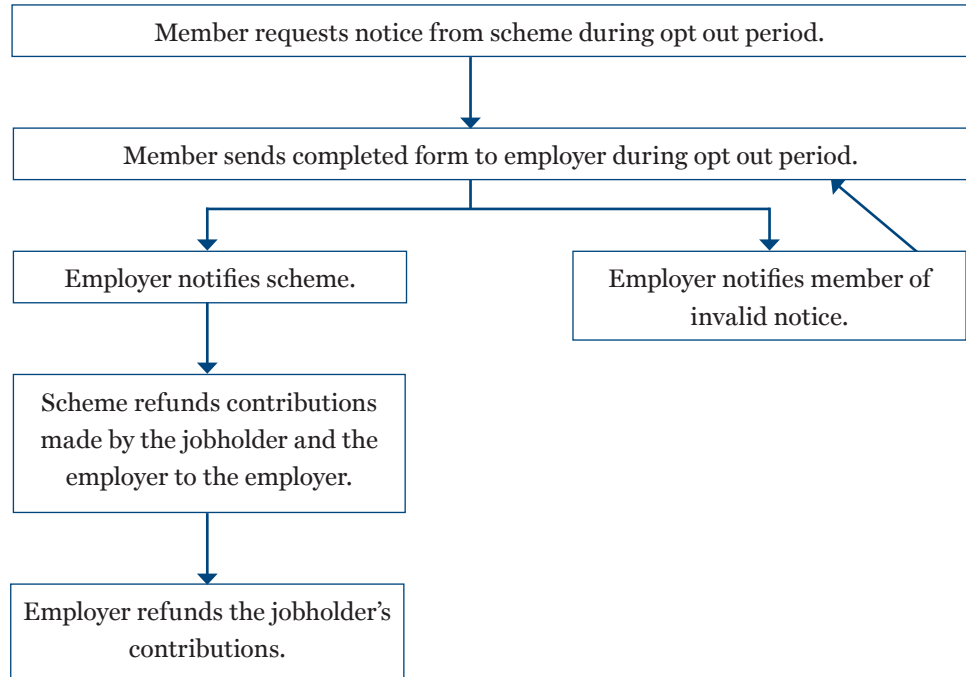 Member requests notice from scheme during opt out period.
Member sends completed form to employer during opt out period.
Employer notifies scheme.
Employer notifies member of
invalid notice.
Scheme refunds contributions
made by the jobholder and the
employer to the employer.
Employer refunds the jobholder’s
contributions.